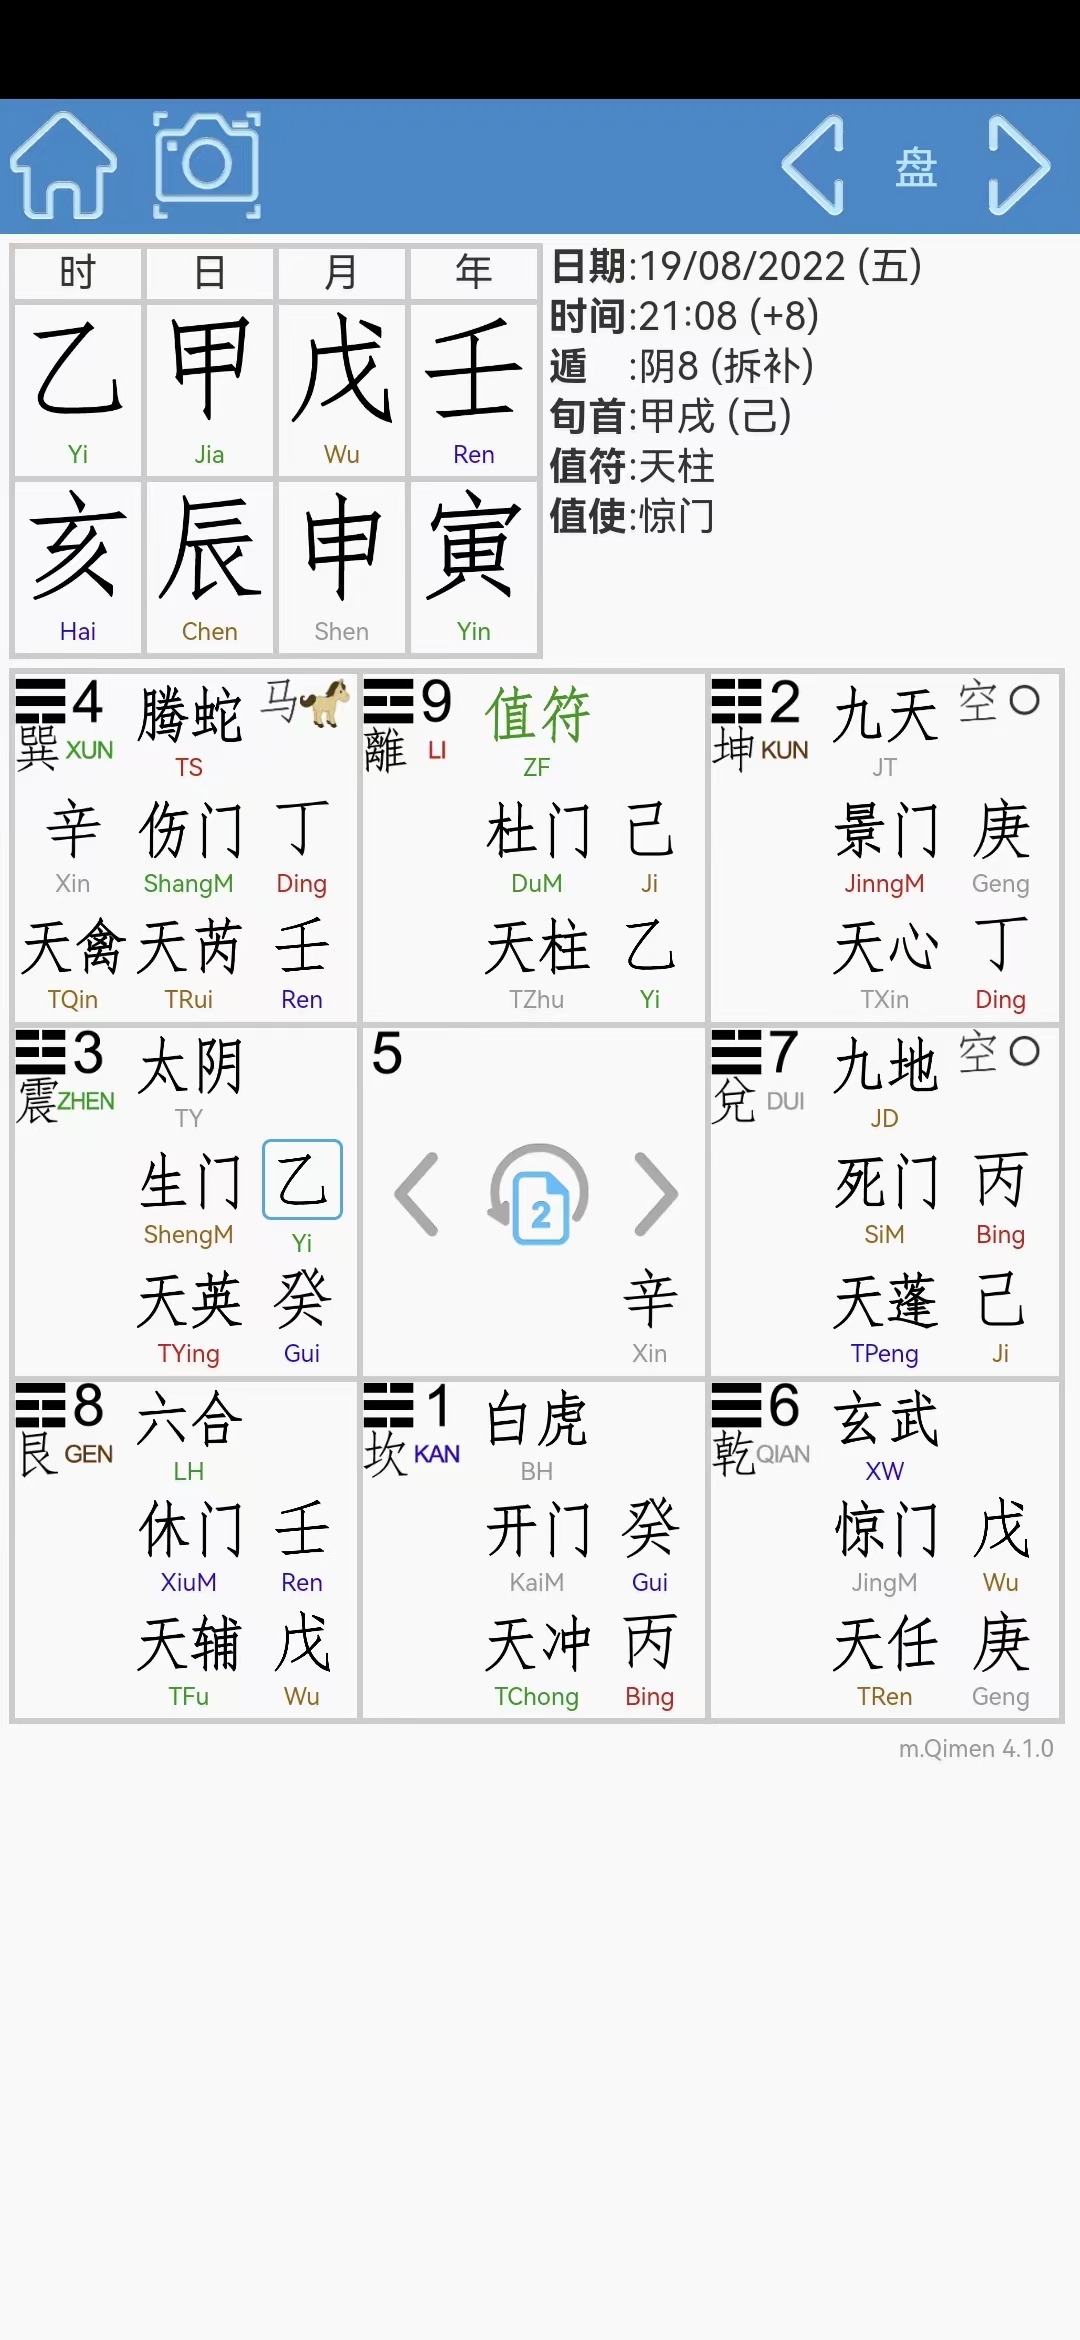 盘
时 日 月 年
乙 甲 戊 壬
Yi Jia Wu Ren
亥 辰 申 寅
Hai Chen Shen Yin
日期:19/08/2022 (五)
时间:21:08 (+8)
遁 :阴8 (拆补)
旬首:甲戌 (己)
值符:天柱
值使:惊门
4 腾蛇 马
巽 XUN TS
辛 伤门 丁
Xin ShangM Ding
天禽 天芮 壬
TQin TRui Ren
9 值符
離 LI ZF
杜门 己
DuM Ji
天柱 乙
TZhu Yi
2 九天 空
坤 KUN JT
景门 庚
JinngM Geng
天心 丁
TXin Ding
3 太阴
震 ZHEN TY
生门 乙
ShengM Yi
天英 癸
TYing Gui
5
2
辛
Xin
7 九地 空
兌 DUI JD
死门 丙
SiM Bing
天蓬 己
TPeng Ji
8 六合
艮 GEN LH
休门 壬
XiuM Ren
天辅 戊
TFu Wu
1 白虎
坎 KAN BH
开门 癸
KaiM Gui
天冲 丙
TChong Bing
6 玄武
乾 QIAN XW
惊门 戊
JingM Wu
天任 庚
TRen Geng
m.Qimen 4.1.0